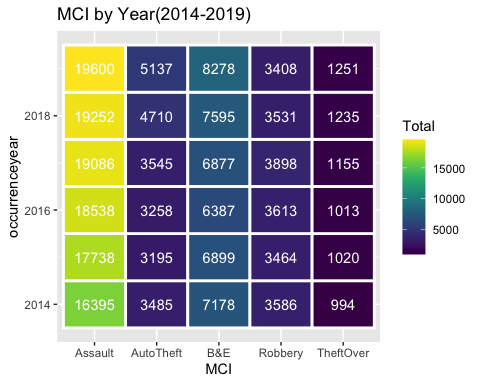 MCI by Year(2014-2019)
19600 5137 8278 3408 1251
2018 19252 4710 7595 3531 1235
19086 3545 6877 3898 1155
2016 18538 3258 6387 3613 1013
17738 3195 6899 3464 1020
2014 16395 3485 7178 3586 994
occurrenceyear
Assault AutoTheft B&E Robbery TheftOver
MCI
Total
15000
10000
5000